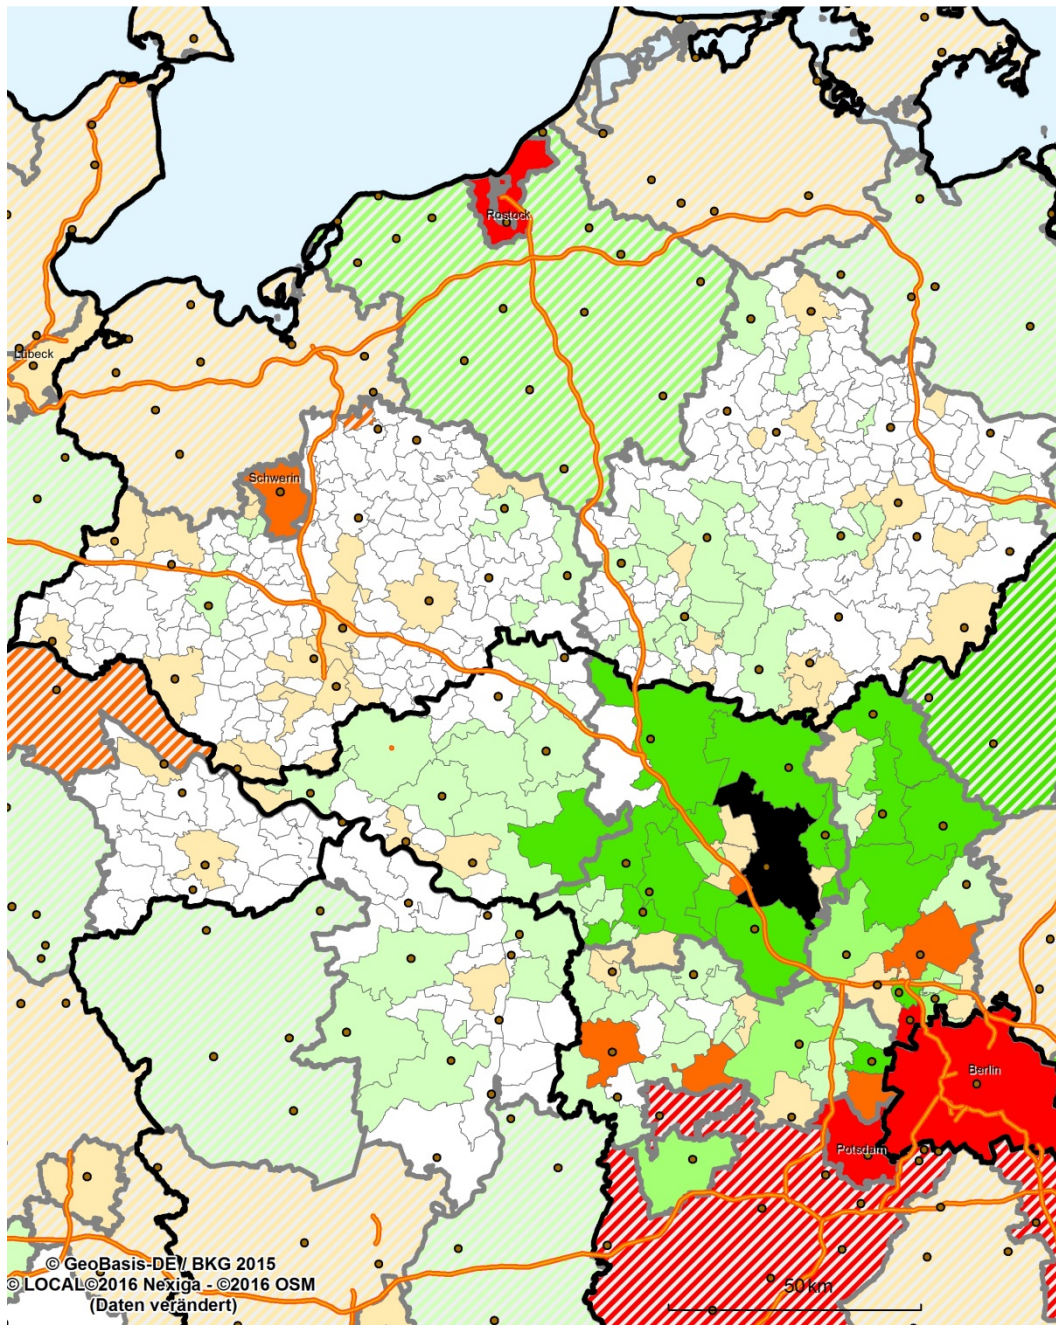 Rostock
Lübeck
Schwerin
Berlin
Potsdam
© GeoBasis-DE / BKG 2015
© LOCAL©2016 Nexiga - ©2016 OSM
(Daten verändert)
50 km